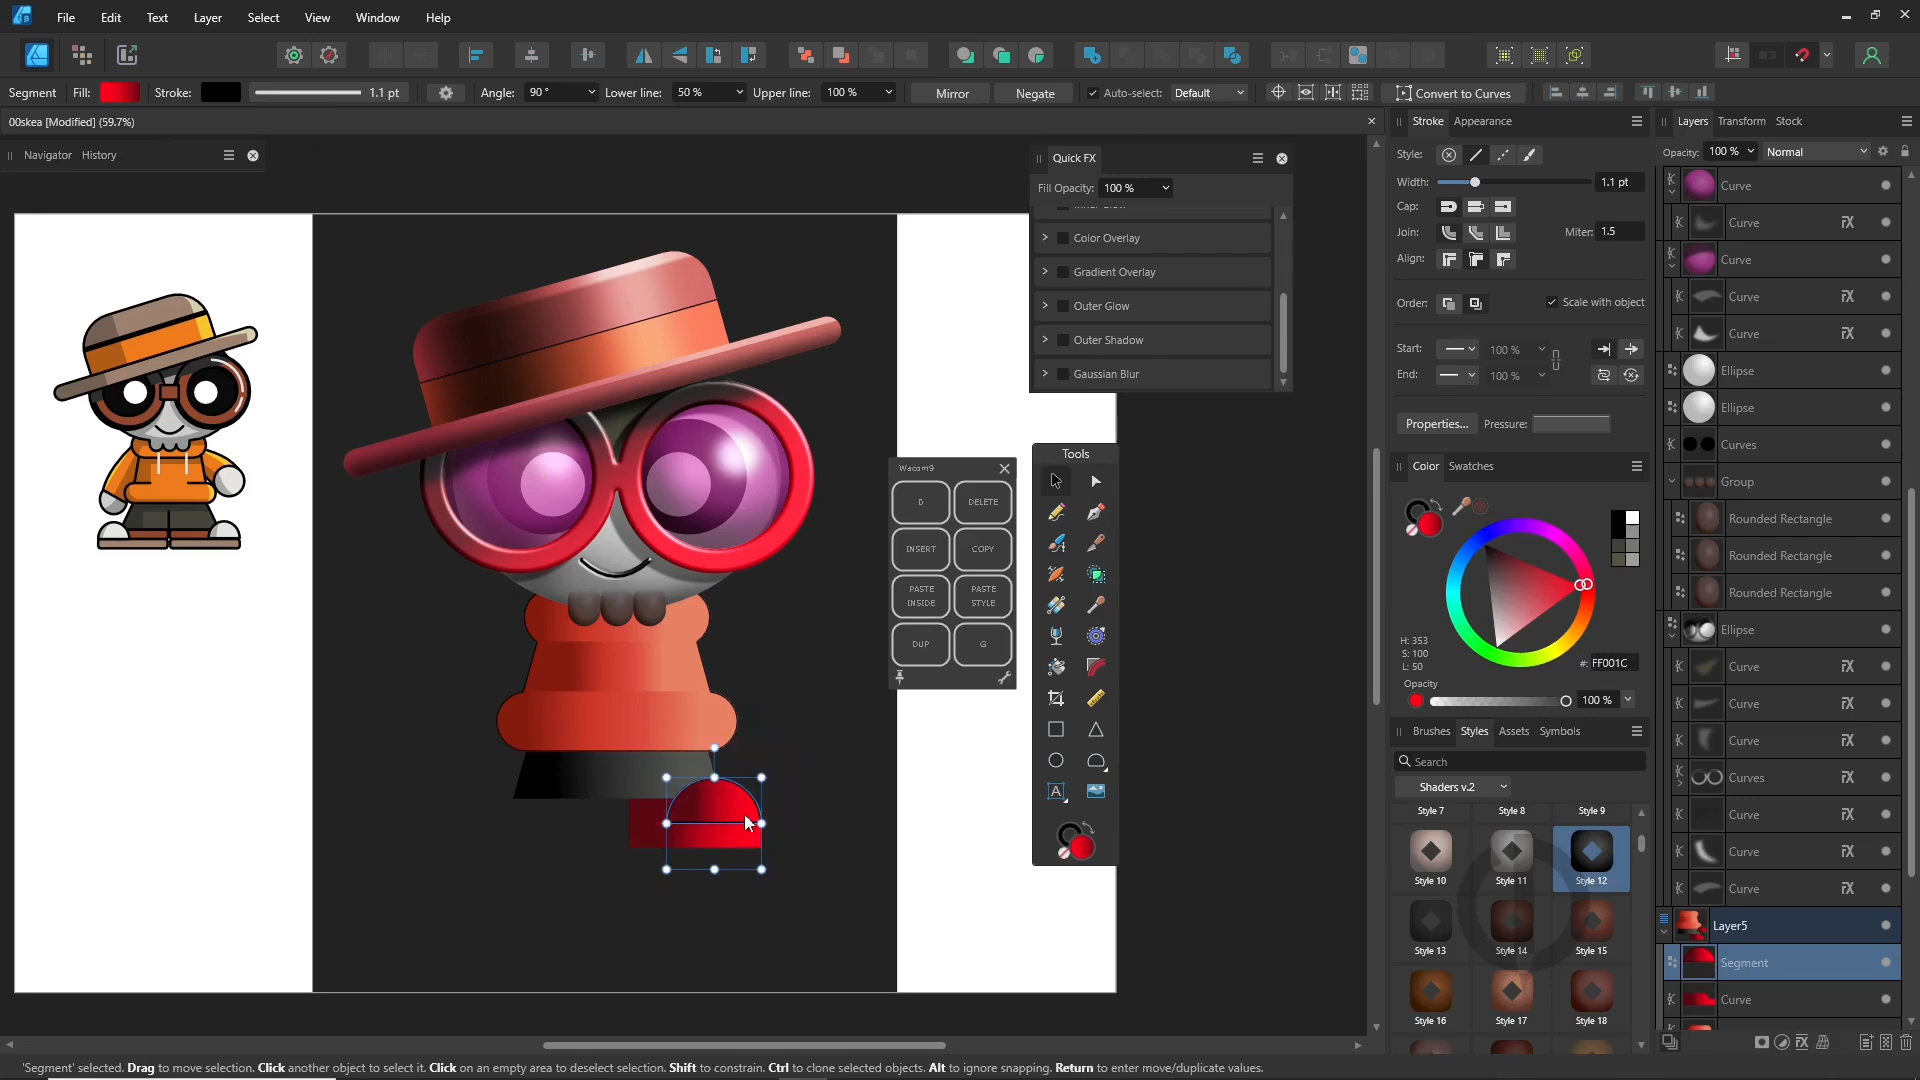 File Edit Text Layer Select View Window Help
Segment Fill: Stroke: 1.1 pt Angle: 90 ° Lower line: 50 % Upper line: 100 % Mirror Negate Auto-select: Default Convert to Curves
00skea [Modified] (59.7%)
Navigator History
Quick FX
Fill Opacity: 100 %
Color Overlay
Gradient Overlay
Outer Glow
Outer Shadow
Gaussian Blur
Wacom9
D DELETE
INSERT COPY
PASTE INSIDE PASTE STYLE
DUP G
Tools
Stroke Appearance
Style:
Width: 1.1 pt
Cap:
Join: Miter: 1.5
Align:
Order: Scale with object
Start: 100 %
End: 100 %
Properties... Pressure:
Color Swatches
H: 353
S: 100
L: 50
#: FF001C
Opacity
100 %
Brushes Styles Assets Symbols
Search
Shaders v.2
Style 7 Style 8 Style 9
Style 10 Style 11 Style 12
Style 13 Style 14 Style 15
Style 16 Style 17 Style 18
Layers Transform Stock
Opacity: 100 % Normal
Curve
Curve
Curve
Curve
Curve
Ellipse
Ellipse
Curves
Group
Rounded Rectangle
Rounded Rectangle
Rounded Rectangle
Ellipse
Curve
Curve
Curve
Curves
Curve
Curve
Curve
Layer5
Segment
Curve
'Segment' selected. Drag to move selection. Click another object to select it. Click on an empty area to deselect selection. Shift to constrain. Ctrl to clone selected objects. Alt to ignore snapping. Return to enter move/duplicate values.